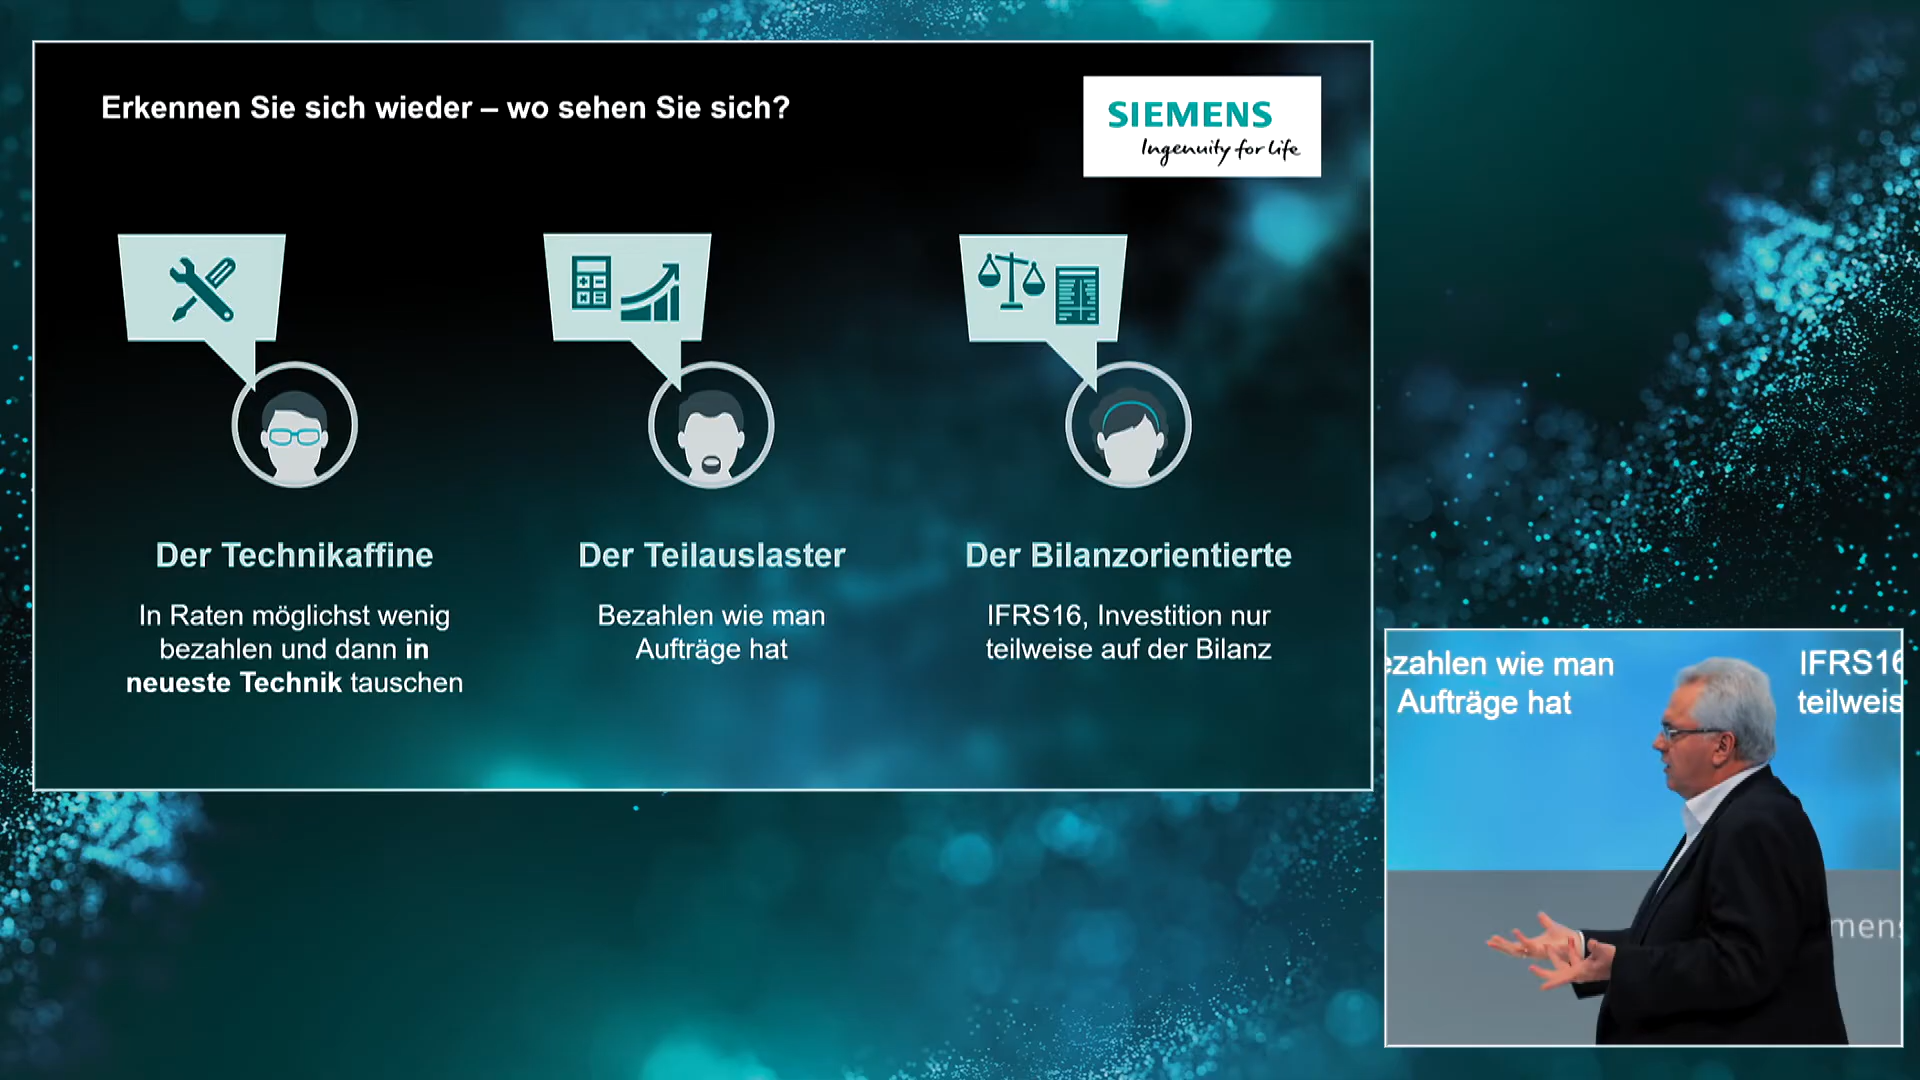 Erkennen Sie sich wieder – wo sehen Sie sich?
SIEMENS
Ingenuity for life
Der Technikaffine
In Raten möglichst wenig
bezahlen und dann in
neueste Technik tauschen
Der Teilauslaster
Bezahlen wie man
Aufträge hat
Der Bilanzorientierte
IFRS16, Investition nur
teilweise auf der Bilanz
ezahlen wie man
Aufträge hat
IFRS16
teilweis
mens